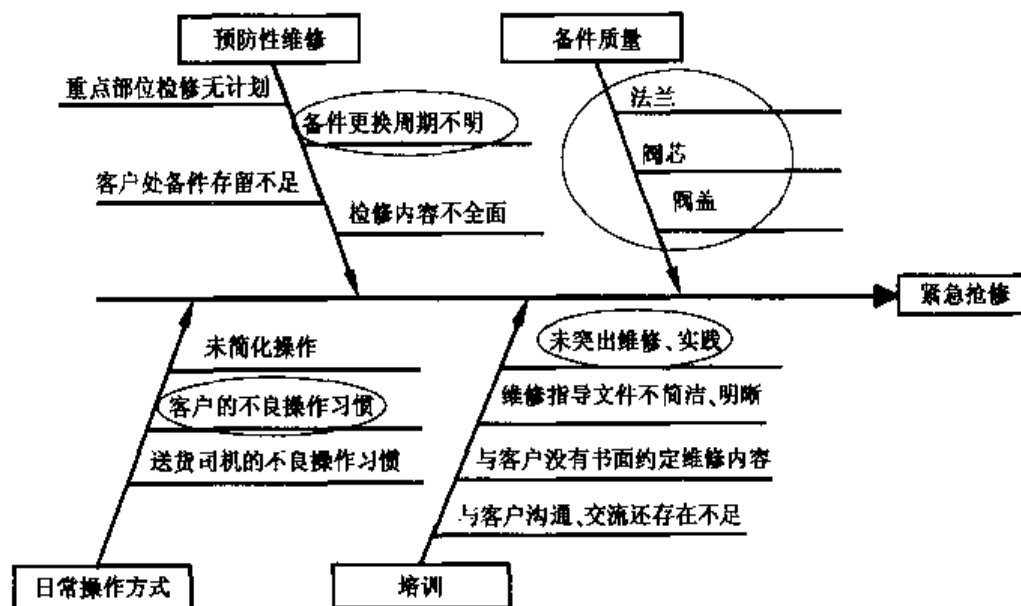 预防性维修
备件质量
重点部位检修无计划
备件更换周期不明
客户处备件存留不足
检修内容不全面
法兰
阀芯
阀盖
紧急抢修
未简化操作
客户的不良操作习惯
送货司机的不良操作习惯
未突出维修、实践
维修指导文件不简洁、明晰
与客户没有书面约定维修内容
与客户沟通、交流还存在不足
日常操作方式
培训